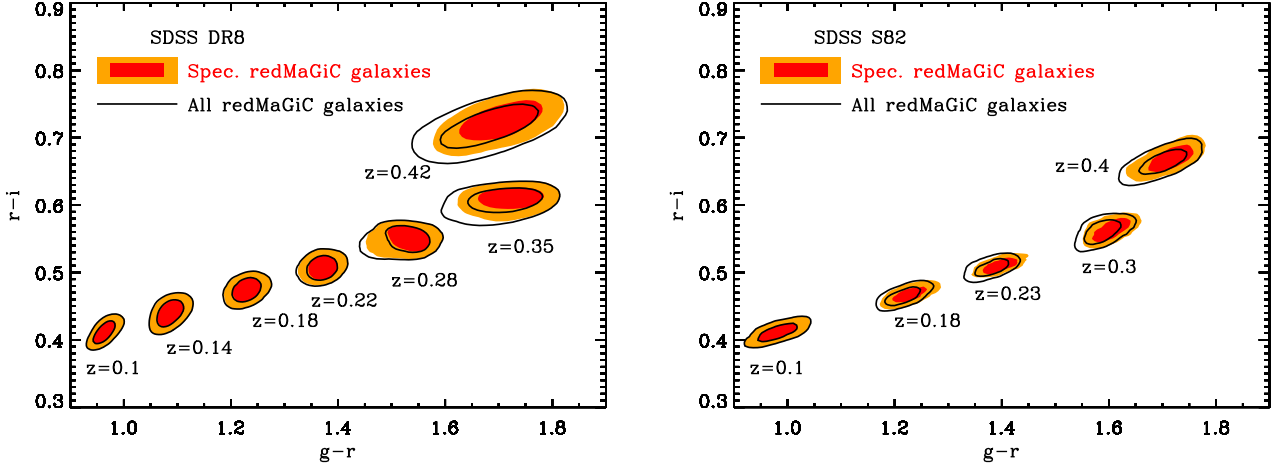 SDSS DR8
Spec. redMaGiC galaxies
All redMaGiC galaxies
0.9
0.8
0.7
0.6
0.5
0.4
0.3
r-i
z=0.42
z=0.35
z=0.28
z=0.22
z=0.18
z=0.14
z=0.1
1.0 1.2 1.4 1.6 1.8
g-r
SDSS S82
Spec. redMaGiC galaxies
All redMaGiC galaxies
0.9
0.8
0.7
0.6
0.5
0.4
0.3
r-i
z=0.4
z=0.3
z=0.23
z=0.18
z=0.1
1.0 1.2 1.4 1.6 1.8
g-r